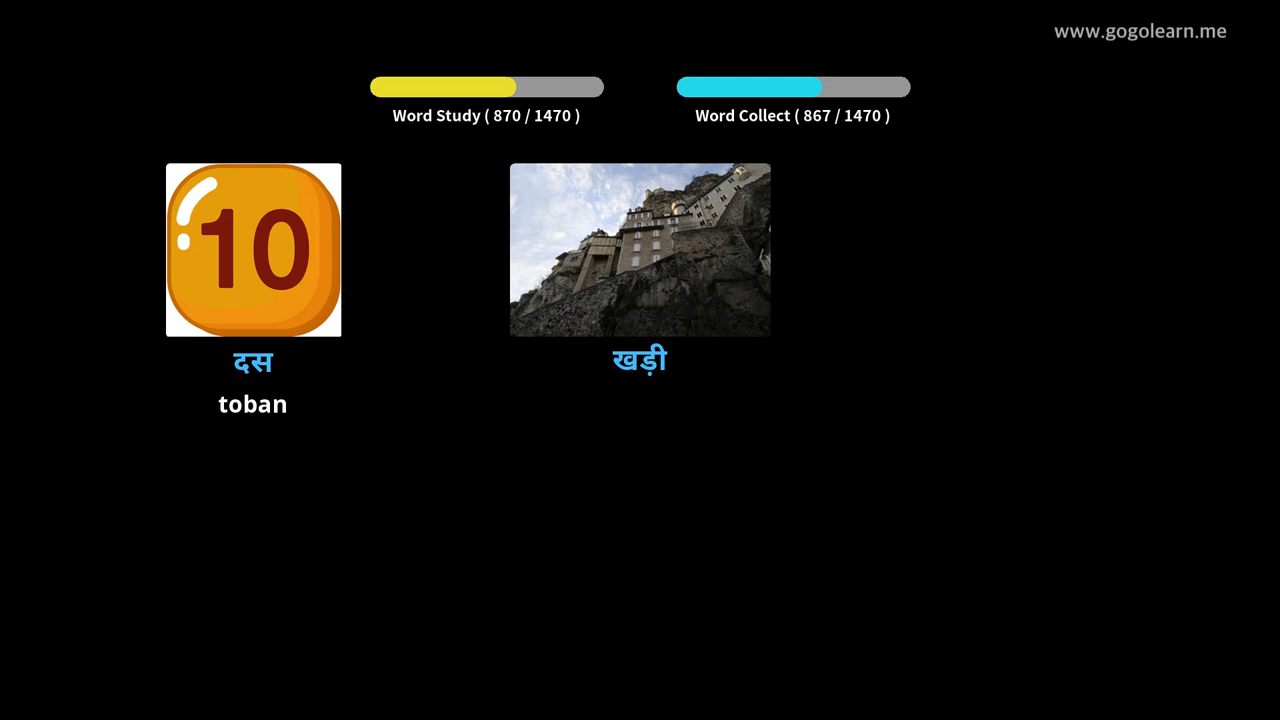 www.gogolearn.me
Word Study ( 870 / 1470 )
Word Collect ( 867 / 1470 )
10
दस
toban
खड़ी